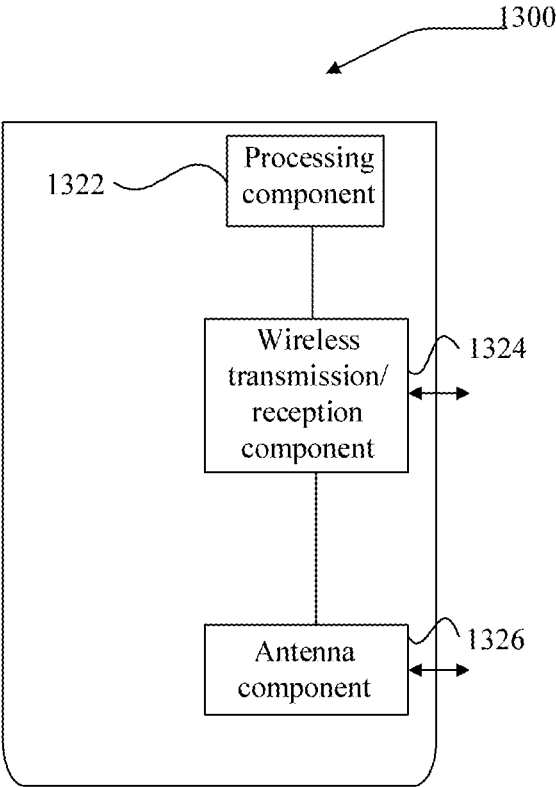 1300
Processing
component
1322
Wireless
transmission/
reception
component
1324
Antenna
component
1326